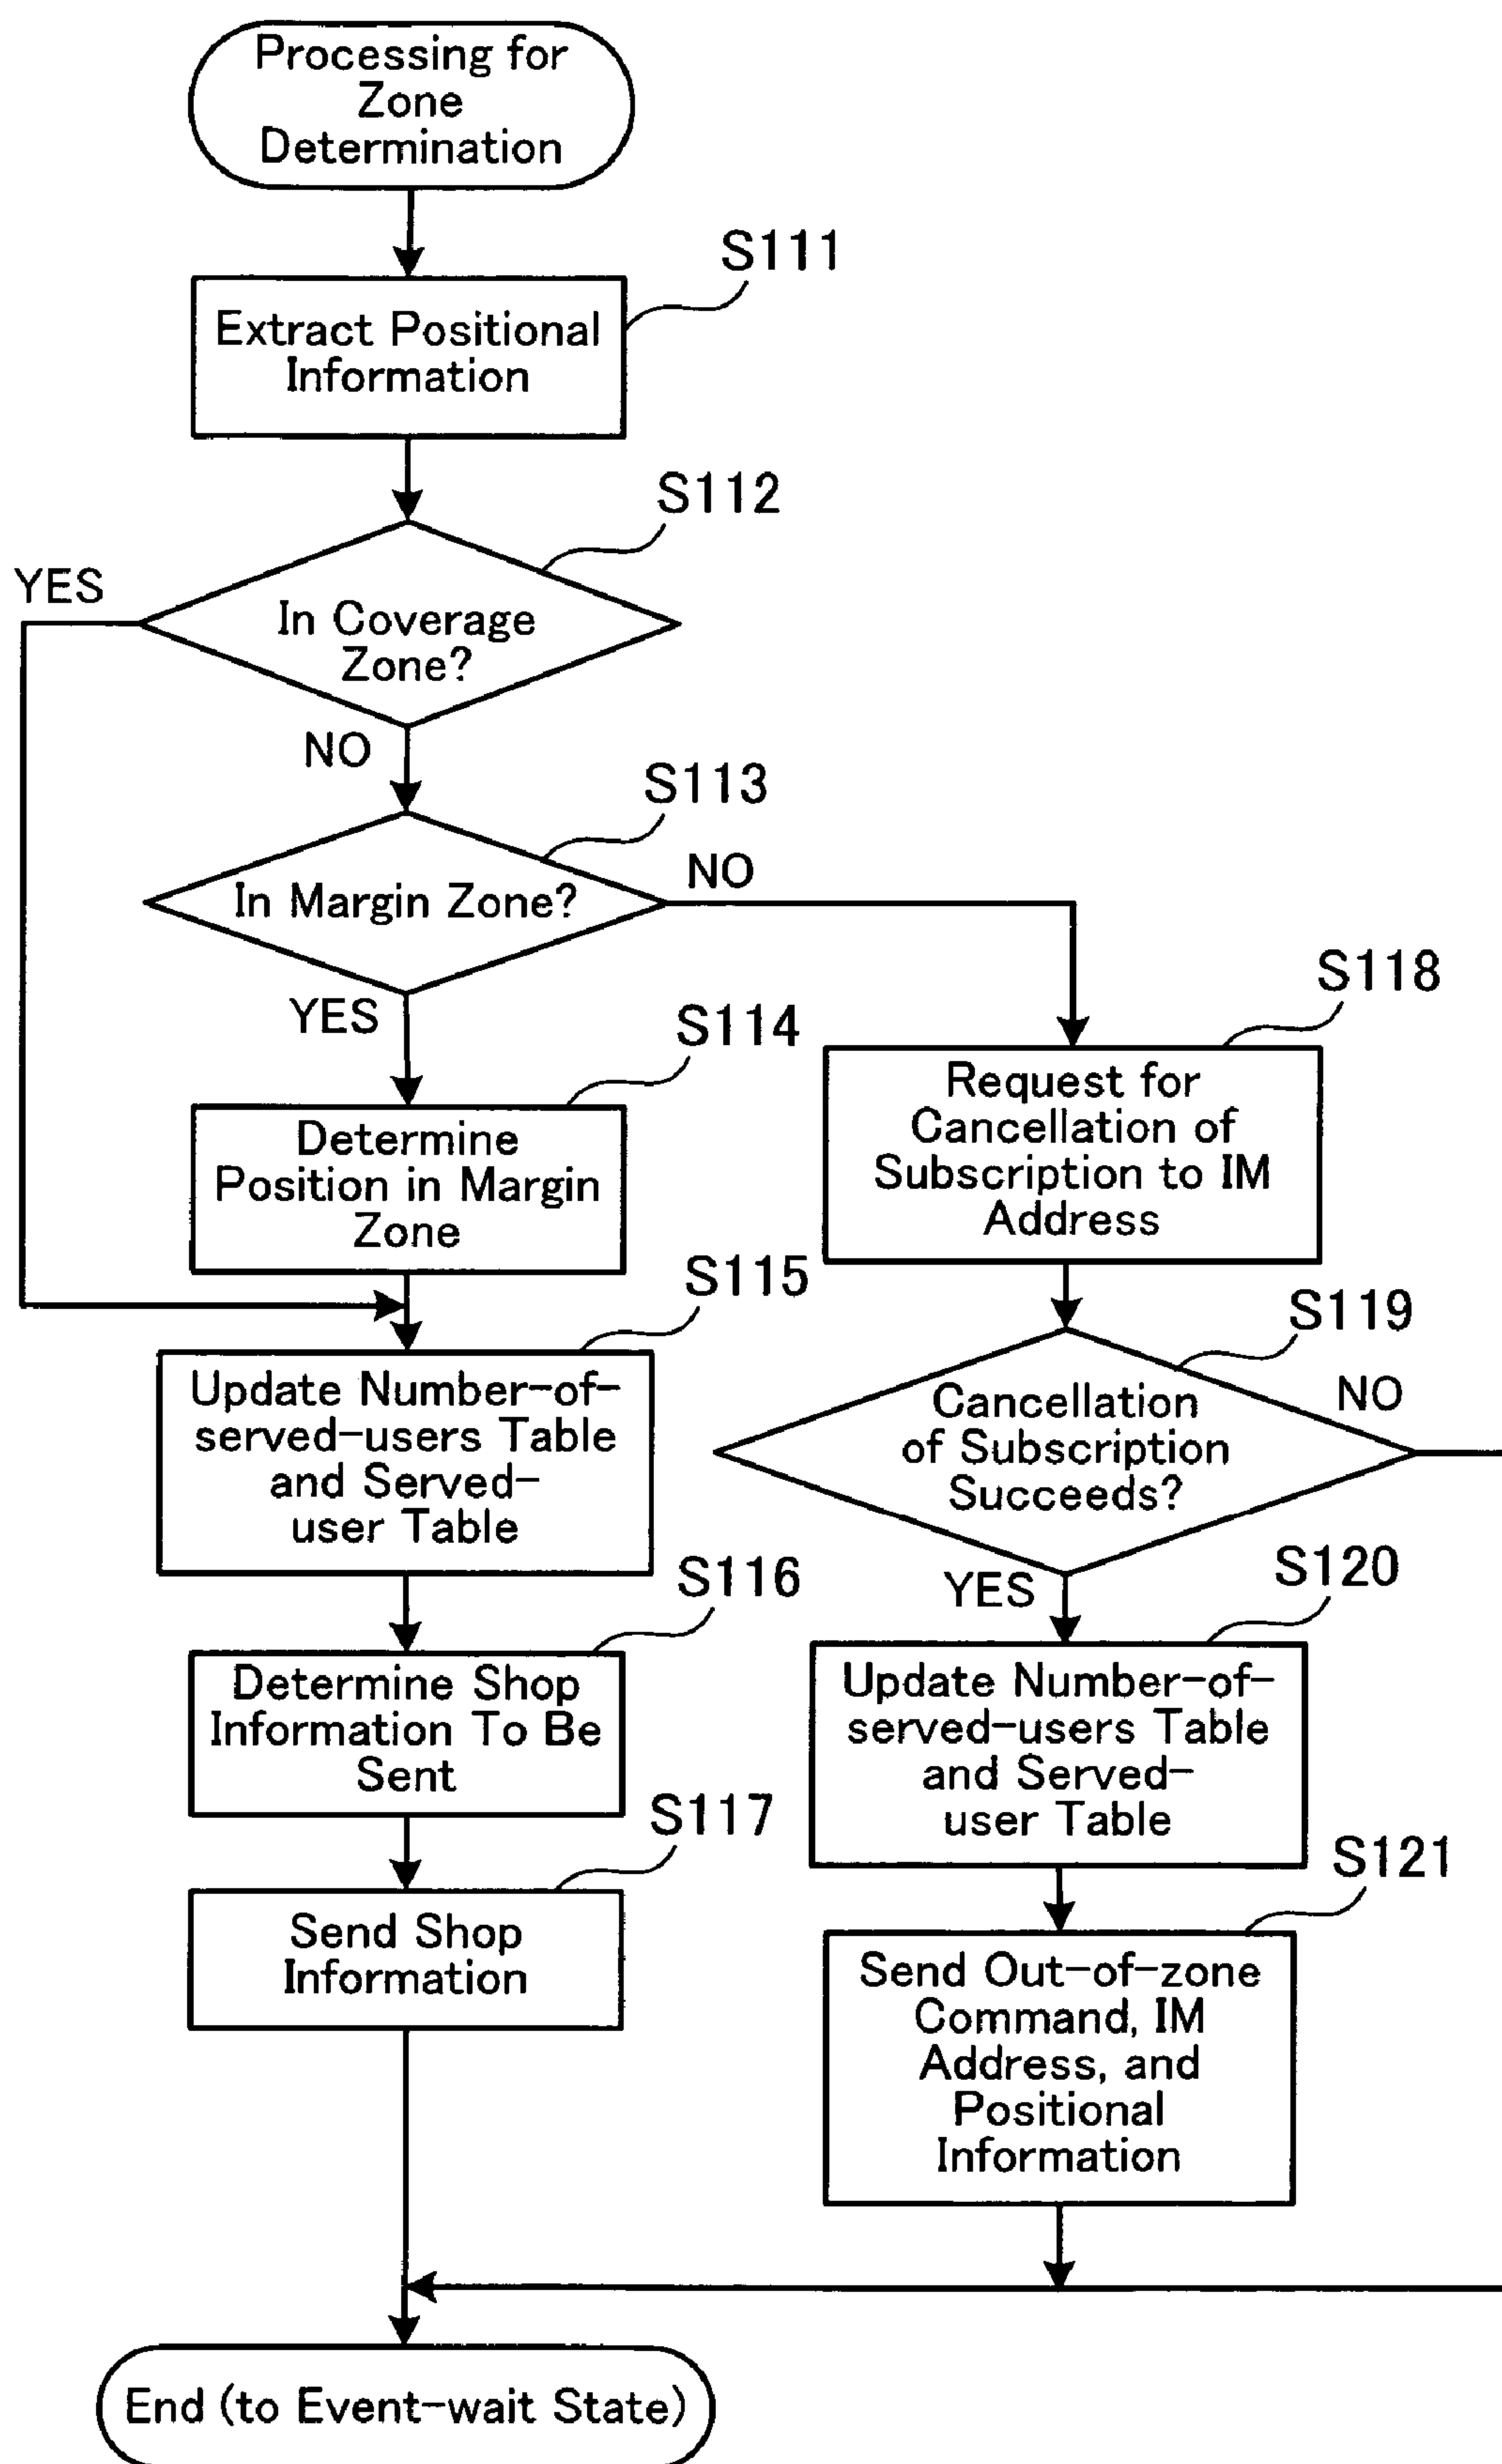 Processing for
Zone
Determination
S111
Extract Positional
Information
S112
YES
In Coverage
Zone?
NO
S113
In Margin Zone?
NO
YES
S114
Determine
Position in Margin
Zone
S118
Request for
Cancellation of
Subscription to IM
Address
S115
Update Number-of-
served-users Table
and Served-
user Table
S119
Cancellation
of Subscription
Succeeds?
NO
YES
S116
Determine Shop
Information To Be
Sent
S120
Update Number-of-
served-users Table
and Served-
user Table
S117
Send Shop
Information
S121
Send Out-of-zone
Command, IM
Address, and
Positional
Information
End (to Event-wait State)